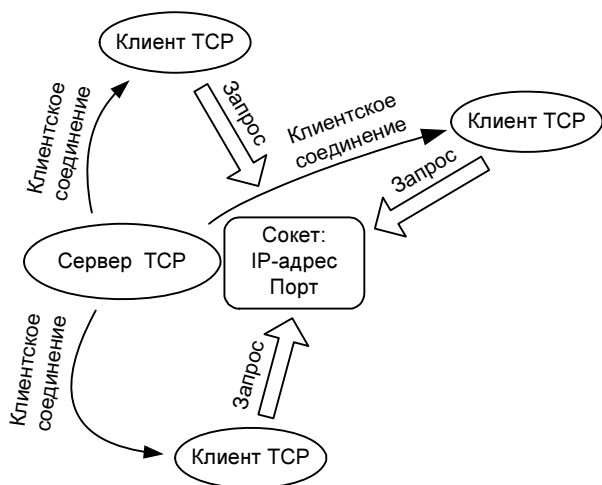 Клиент TCP
Запрос
Клиентское
соединение
Клиентское
соединение
Клиент TCP
Запрос
Сервер TCP
Сокет:
IP-адрес
Порт
Клиентское
соединение
Запрос
Клиент TCP